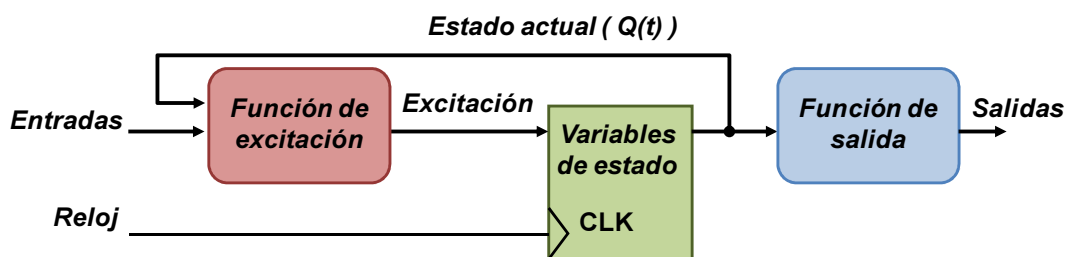 Estado actual ( Q(t) )
Entradas
Función de
excitación
Excitación
Variables
de estado
Función de
salida
Salidas
Reloj
CLK